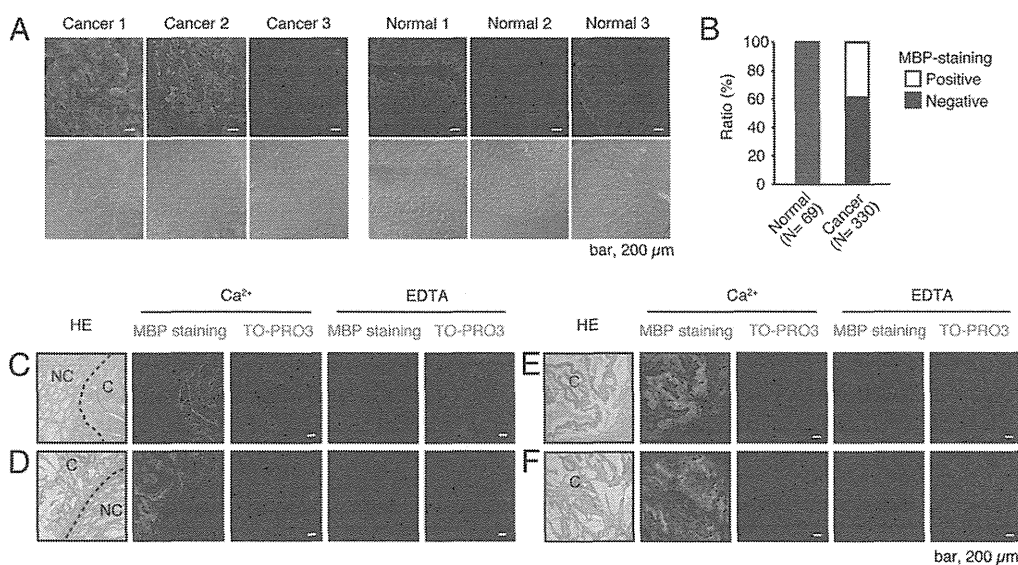 A
Cancer 1 Cancer 2 Cancer 3 Normal 1 Normal 2 Normal 3
bar, 200 µm
B
MBP-staining
Positive
Negative
Ratio (%)
100
80
60
40
20
0
Normal
(N= 69)
Cancer
(N= 330)
Ca²⁺ EDTA
HE MBP staining TO-PRO3 MBP staining TO-PRO3
C
NC C
D
C NC
Ca²⁺ EDTA
HE MBP staining TO-PRO3 MBP staining TO-PRO3
E
C
F
C
bar, 200 µm